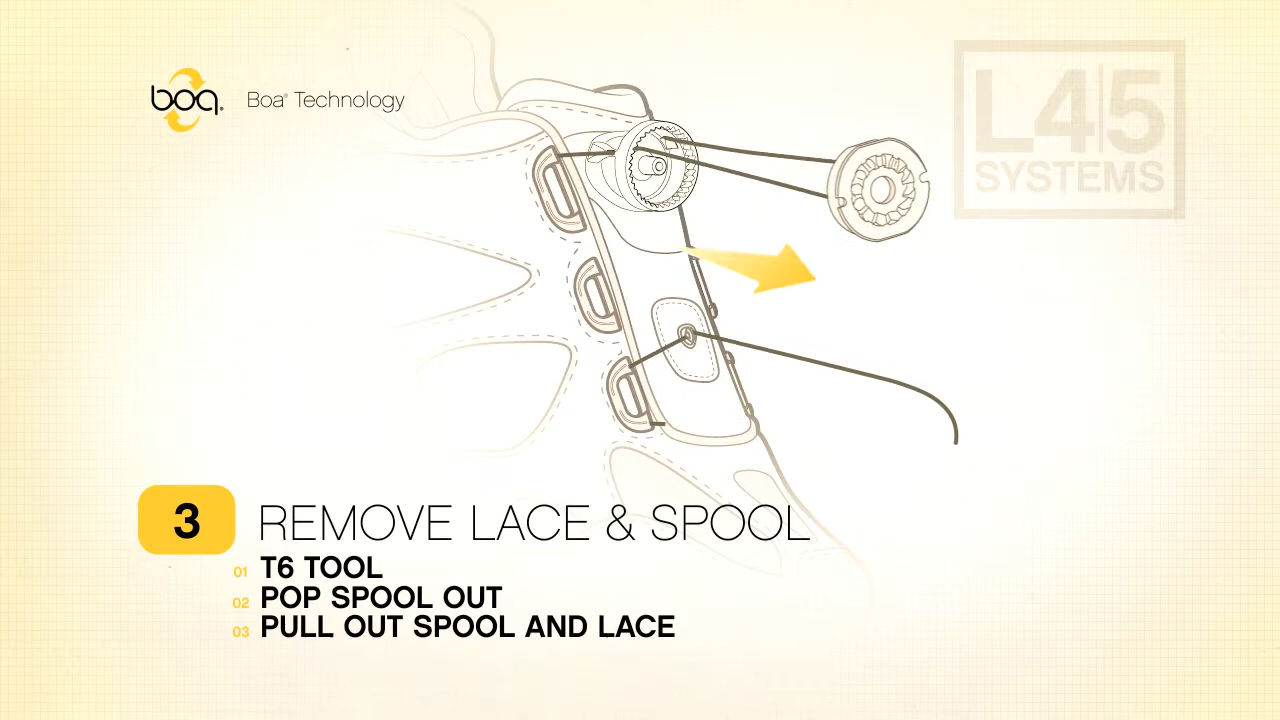 boa®
Boa® Technology
L4|5
SYSTEMS
3 REMOVE LACE & SPOOL
01 T6 TOOL
02 POP SPOOL OUT
03 PULL OUT SPOOL AND LACE